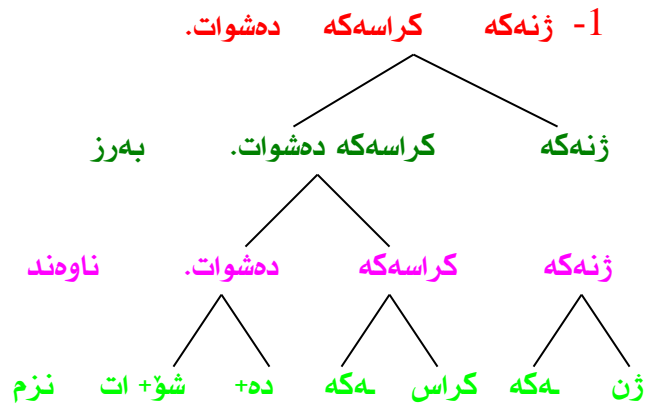 1- ژنەکە کراسەکە دەشوات.
ژنەکە کراسەکە دەشوات. بەرز
ژنەکە کراسەکە دەشوات. ناوەند
ژن ـەکە کراس ـەکە دە+ شۆ+ ات نزم